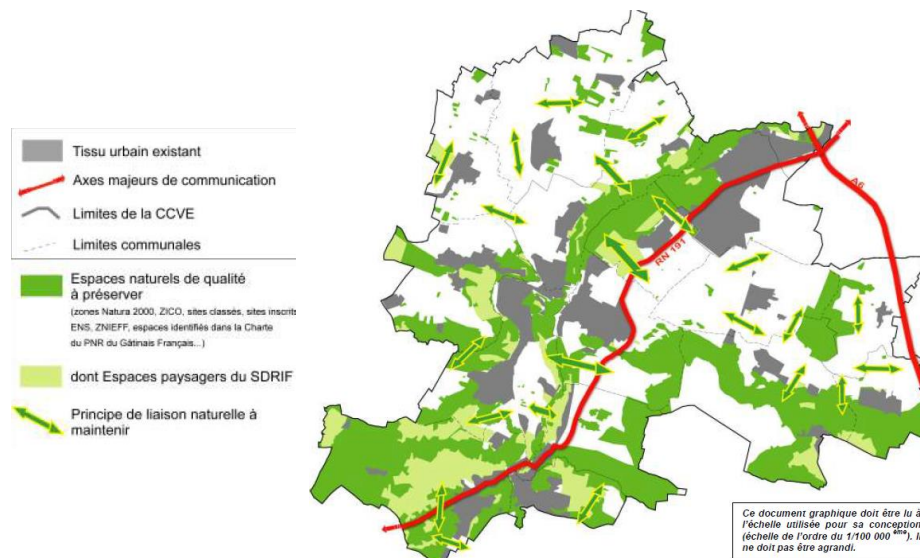 Tissu urbain existant
Axes majeurs de communication
Limites de la CCVE
Limites communales
Espaces naturels de qualité
à préserver
(zones Natura 2000, ZICO, sites classés, sites inscrits
ENS, ZNIEFF, espaces identifiés dans la Charte
du PNR du Gâtinais Français...)
dont Espaces paysagers du SDRIF
Principe de liaison naturelle à
maintenir
A6
RN 191
Ce document graphique doit être lu à
l'échelle utilisée pour sa conception
(échelle de l'ordre du 1/100 000 ème). Il
ne doit pas être agrandi.